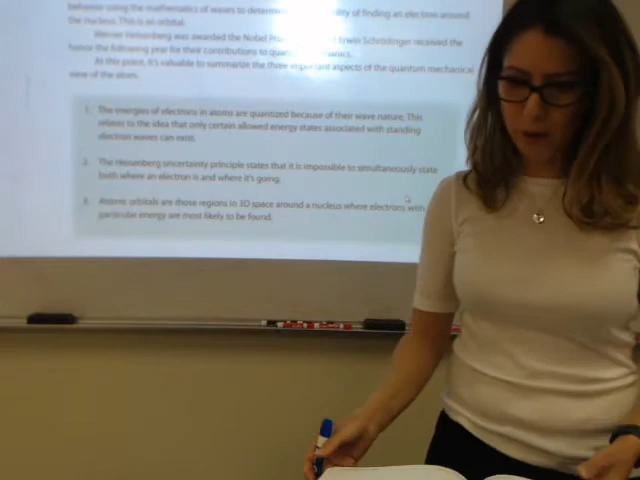 behavior using the mathematics of waves to determ ity of finding an electron around
the nucleus. This is an orbital.
Werner Heisenberg was awarded the Nobel Erwin Schrödinger received the
honor the following year for their contributions to
At this point, it's valuable to summarize the three important aspects of the quantum mechanical
view of the atom.
1. The energies of electrons in atoms are quantized because of their wave nature. This
relates to the idea that only certain allowed energy states associated with standing
electron waves can exist.
2. The Heisenberg uncertainty principle states that it is impossible to simultaneously state
both where an electron is and where it's going.
3. Atomic orbitals are those regions in 3D space around a nucleus where electrons with
particular energy are most likely to be found.